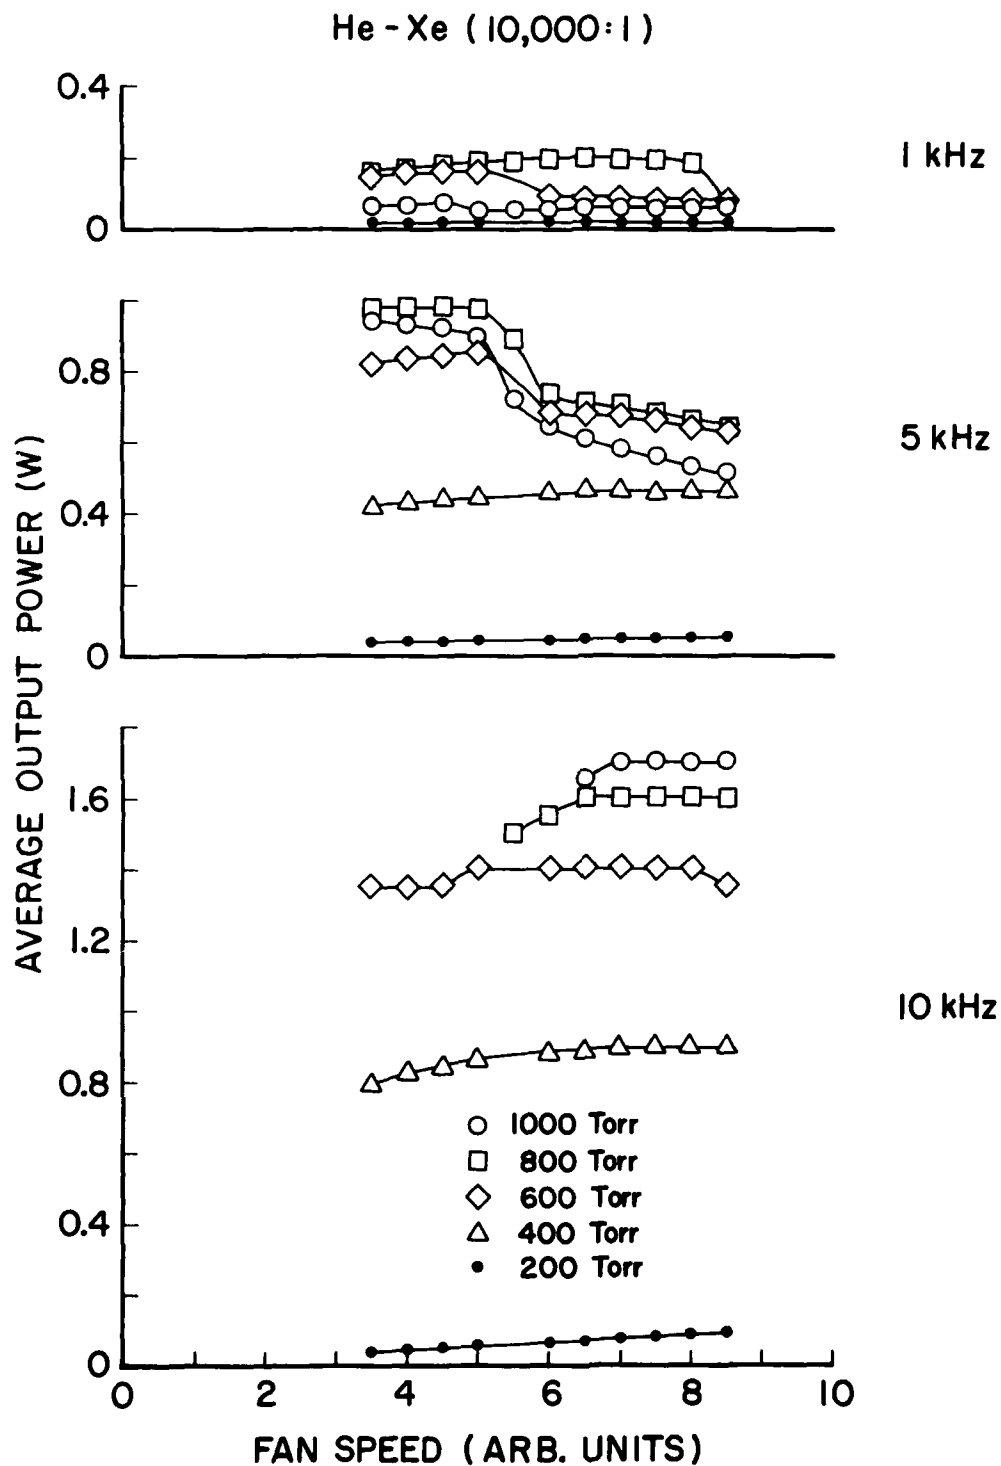 He-Xe (10,000:1)
0.4
0
1 kHz
0.8
0.4
0
5 kHz
AVERAGE OUTPUT POWER (W)
1.6
1.2
0.8
0.4
0
10 kHz
1000 Torr
800 Torr
600 Torr
400 Torr
200 Torr
0 2 4 6 8 10
FAN SPEED (ARB. UNITS)